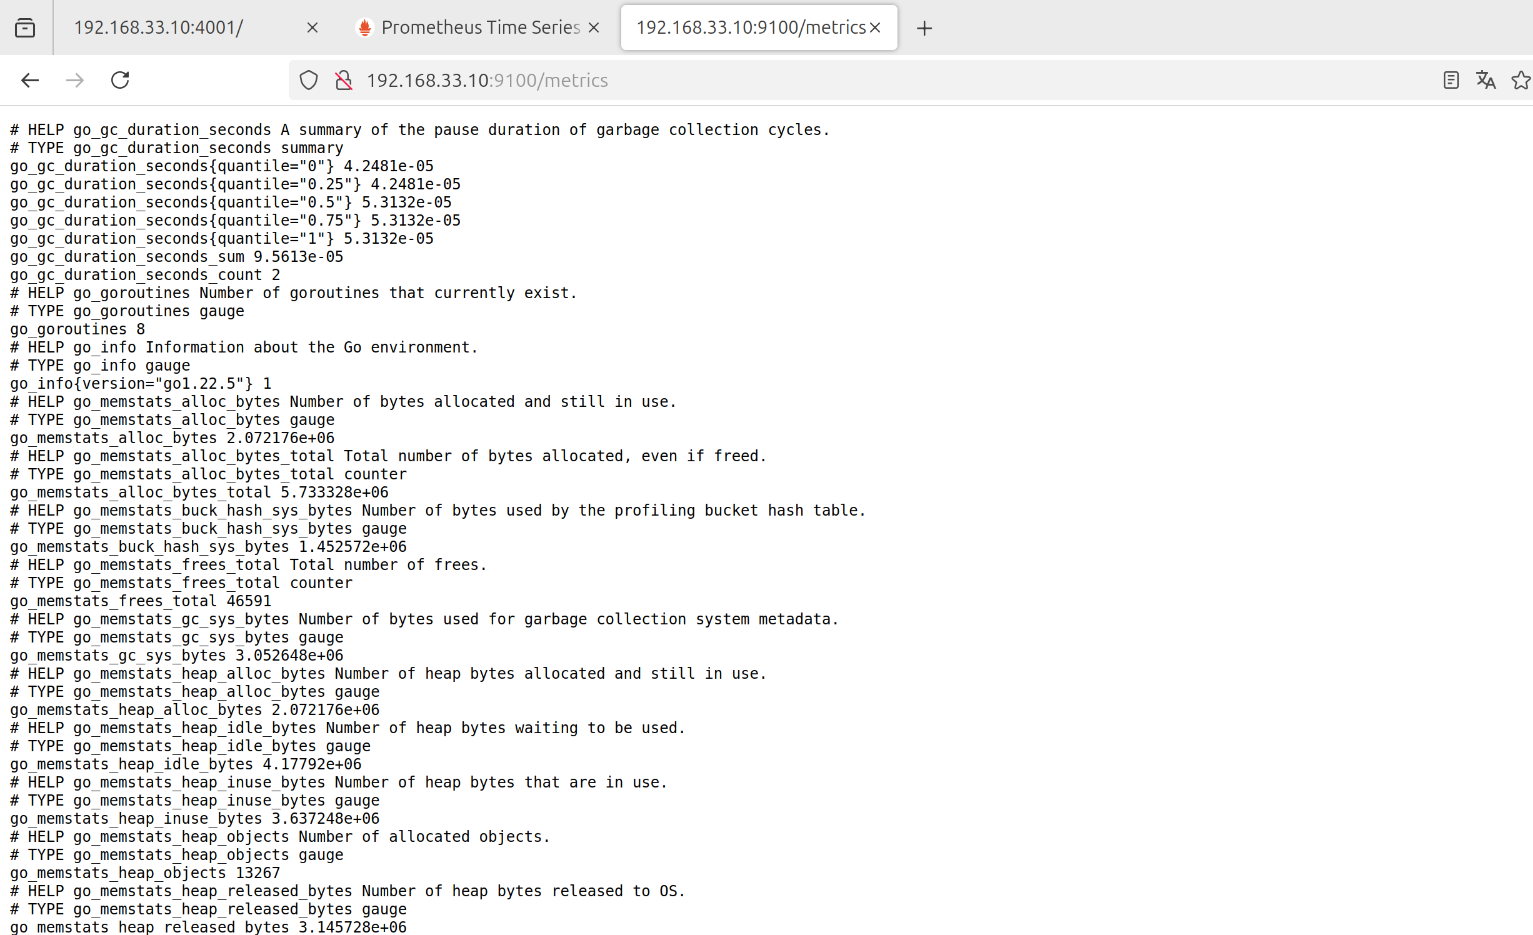 192.168.33.10:4001/
Prometheus Time Series
192.168.33.10:9100/metrics
192.168.33.10:9100/metrics
# HELP go_gc_duration_seconds A summary of the pause duration of garbage collection cycles.
# TYPE go_gc_duration_seconds summary
go_gc_duration_seconds{quantile="0"} 4.2481e-05
go_gc_duration_seconds{quantile="0.25"} 4.2481e-05
go_gc_duration_seconds{quantile="0.5"} 5.3132e-05
go_gc_duration_seconds{quantile="0.75"} 5.3132e-05
go_gc_duration_seconds{quantile="1"} 5.3132e-05
go_gc_duration_seconds_sum 9.5613e-05
go_gc_duration_seconds_count 2
# HELP go_goroutines Number of goroutines that currently exist.
# TYPE go_goroutines gauge
go_goroutines 8
# HELP go_info Information about the Go environment.
# TYPE go_info gauge
go_info{version="go1.22.5"} 1
# HELP go_memstats_alloc_bytes Number of bytes allocated and still in use.
# TYPE go_memstats_alloc_bytes gauge
go_memstats_alloc_bytes 2.072176e+06
# HELP go_memstats_alloc_bytes_total Total number of bytes allocated, even if freed.
# TYPE go_memstats_alloc_bytes_total counter
go_memstats_alloc_bytes_total 5.733328e+06
# HELP go_memstats_buck_hash_sys_bytes Number of bytes used by the profiling bucket hash table.
# TYPE go_memstats_buck_hash_sys_bytes gauge
go_memstats_buck_hash_sys_bytes 1.452572e+06
# HELP go_memstats_frees_total Total number of frees.
# TYPE go_memstats_frees_total counter
go_memstats_frees_total 46591
# HELP go_memstats_gc_sys_bytes Number of bytes used for garbage collection system metadata.
# TYPE go_memstats_gc_sys_bytes gauge
go_memstats_gc_sys_bytes 3.052648e+06
# HELP go_memstats_heap_alloc_bytes Number of heap bytes allocated and still in use.
# TYPE go_memstats_heap_alloc_bytes gauge
go_memstats_heap_alloc_bytes 2.072176e+06
# HELP go_memstats_heap_idle_bytes Number of heap bytes waiting to be used.
# TYPE go_memstats_heap_idle_bytes gauge
go_memstats_heap_idle_bytes 4.17792e+06
# HELP go_memstats_heap_inuse_bytes Number of heap bytes that are in use.
# TYPE go_memstats_heap_inuse_bytes gauge
go_memstats_heap_inuse_bytes 3.637248e+06
# HELP go_memstats_heap_objects Number of allocated objects.
# TYPE go_memstats_heap_objects gauge
go_memstats_heap_objects 13267
# HELP go_memstats_heap_released_bytes Number of heap bytes released to OS.
# TYPE go_memstats_heap_released_bytes gauge
go_memstats_heap_released_bytes 3.145728e+06